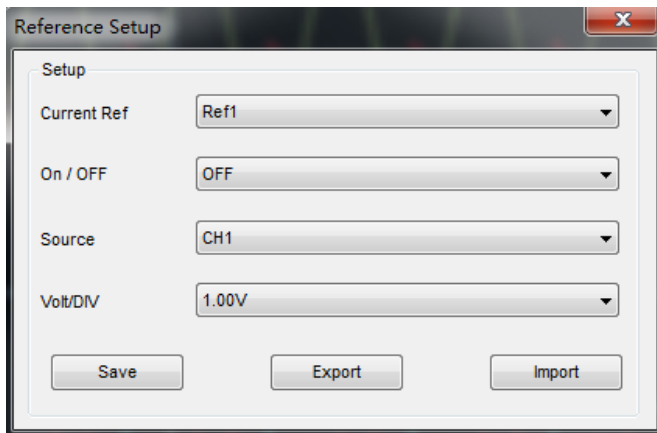 Reference Setup
Setup
Current Ref Ref1
On / OFF OFF
Source CH1
Volt/DIV 1.00V
Save Export Import